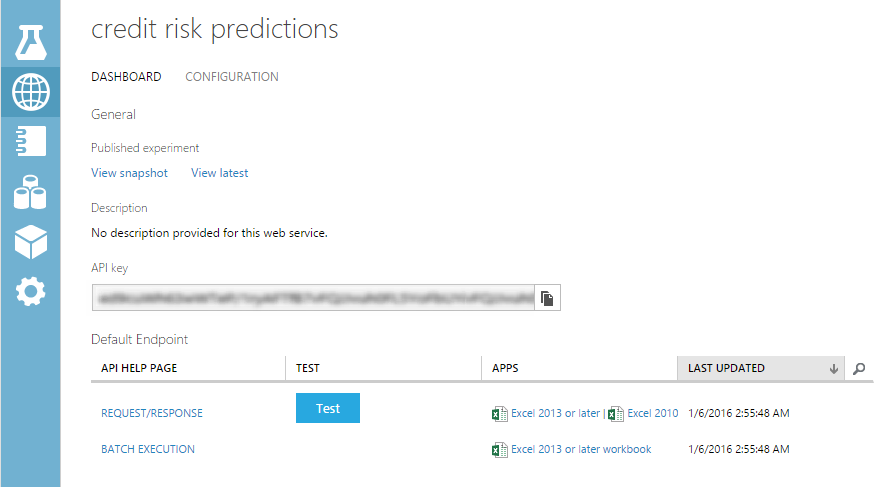 credit risk predictions
DASHBOARD CONFIGURATION
General
Published experiment
View snapshot View latest
Description
No description provided for this web service.
API key
Default Endpoint
API HELP PAGE TEST APPS LAST UPDATED
REQUEST/RESPONSE Test Excel 2013 or later | Excel 2010 1/6/2016 2:55:48 AM
BATCH EXECUTION Excel 2013 or later workbook 1/6/2016 2:55:48 AM